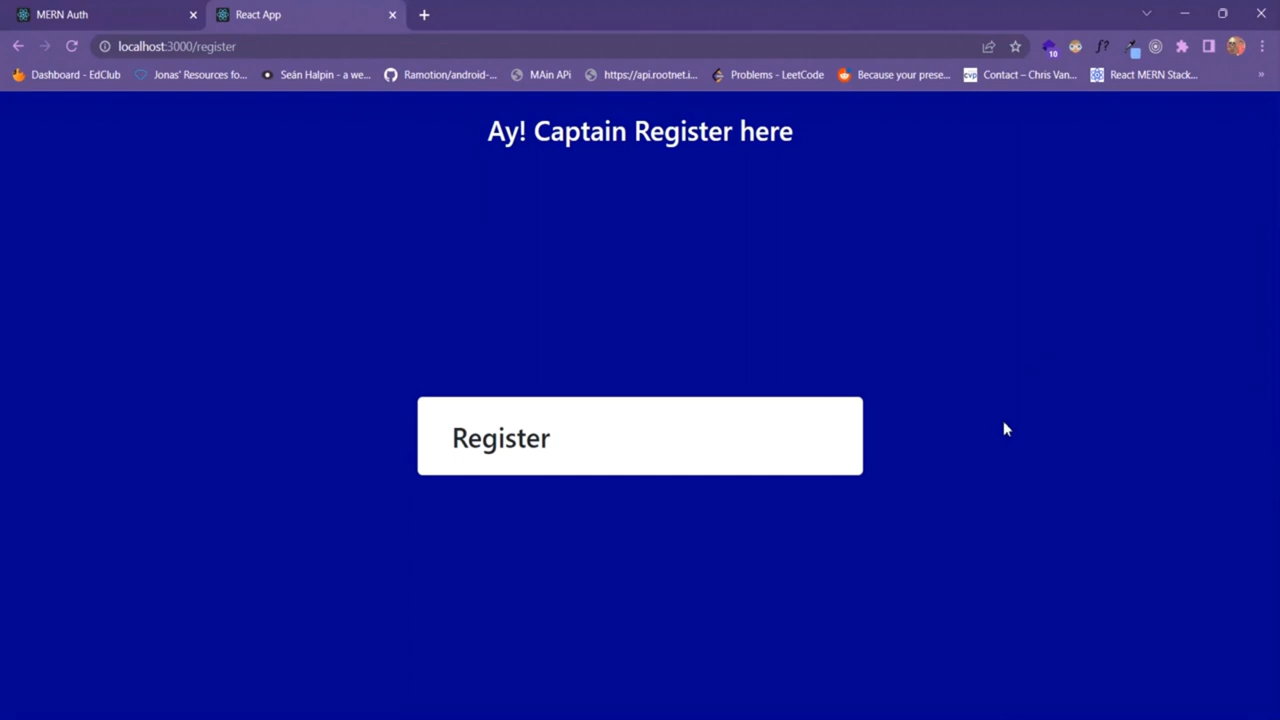 MERN Auth
React App
localhost:3000/register
10
Dashboard - EdClub
Jonas' Resources fo...
Seán Halpin - a we...
Ramotion/android-...
MAin APi
https://api.rootnet.i...
Problems - LeetCode
Because your prese...
cvp
Contact – Chris Van...
React MERN Stack...
Ay! Captain Register here
Register